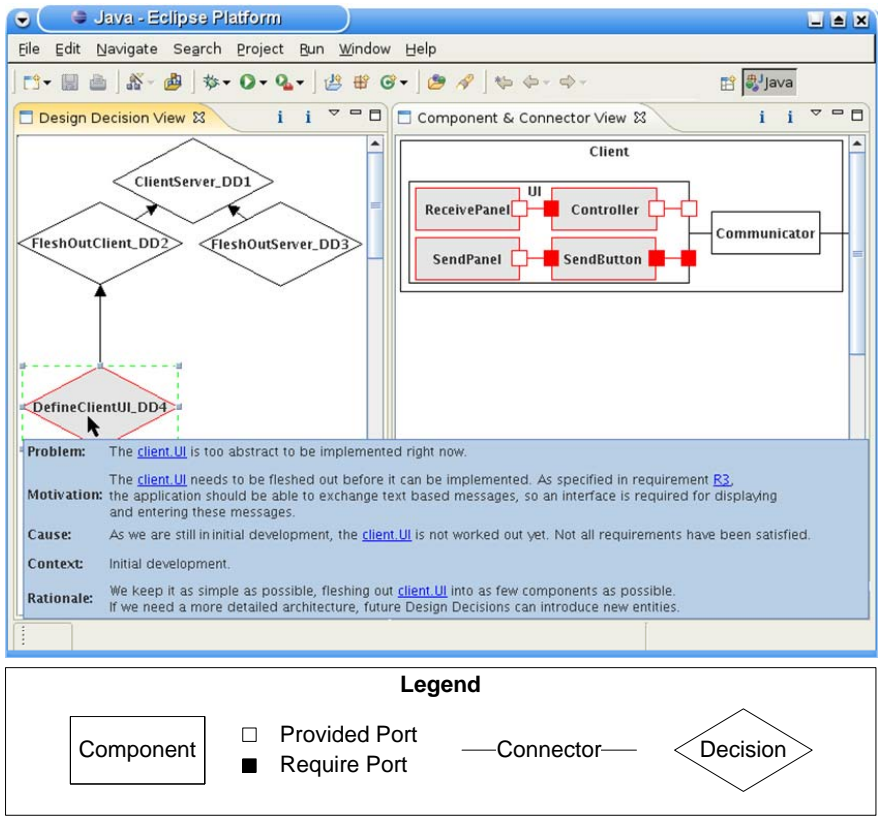 Java - Eclipse Platform
File Edit Navigate Search Project Run Window Help
Java
Design Decision View
Component & Connector View
ClientServer_DD1
FleshOutClient_DD2
FleshOutServer_DD3
DefineClientUI_DD4
Client
UI
ReceivePanel
Controller
SendPanel
SendButton
Communicator
Problem: The client.UI is too abstract to be implemented right now.
Motivation: The client.UI needs to be fleshed out before it can be implemented. As specified in requirement R3,
the application should be able to exchange text based messages, so an interface is required for displaying
and entering these messages.
Cause: As we are still in initial development, the client.UI is not worked out yet. Not all requirements have been satisfied.
Context: Initial development.
Rationale: We keep it as simple as possible, fleshing out client.UI into as few components as possible.
If we need a more detailed architecture, future Design Decisions can introduce new entities.
Legend
Component
Provided Port
Require Port
Connector
Decision